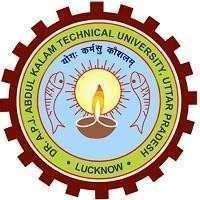 DR. A.P.J. ABDUL KALAM TECHNICAL UNIVERSITY, UTTAR PRADESH
योगः कर्मसु कौशलम्
• LUCKNOW •